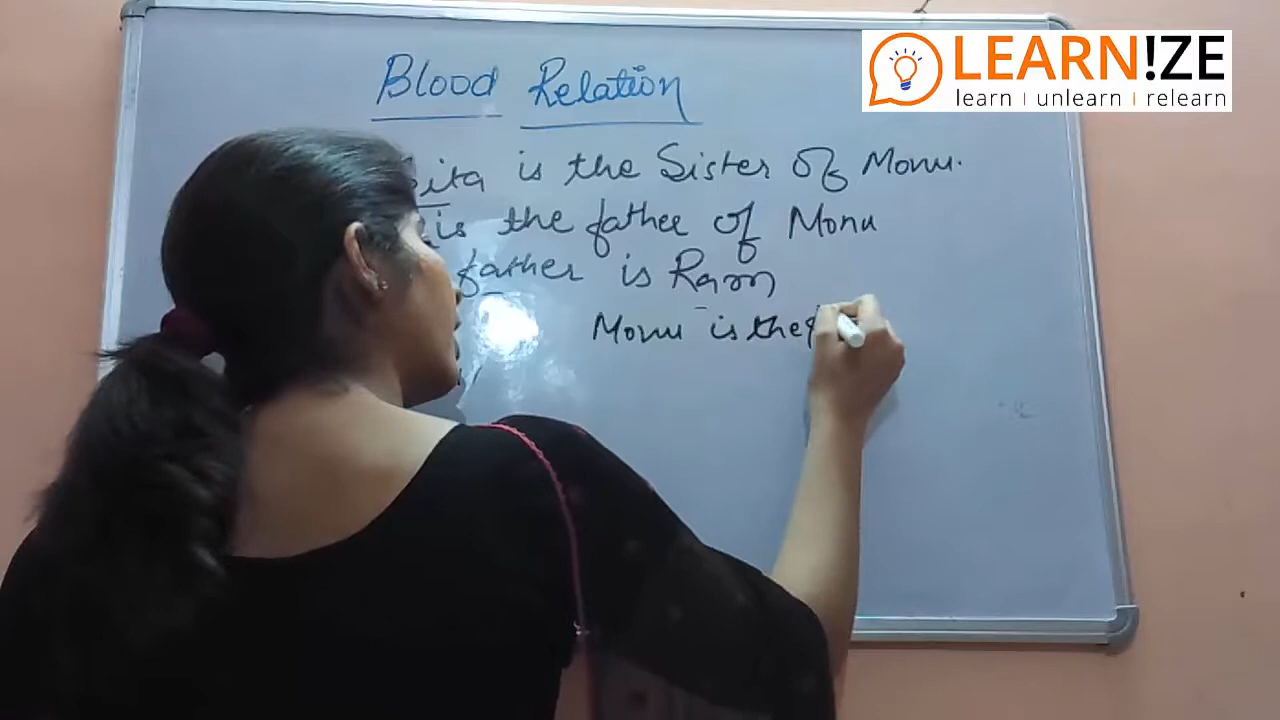 Blood Relation
LEARN!ZE
learn | unlearn | relearn
Sita is the Sister of Monu.
is the father of Monu
father is Ram
Monu is the